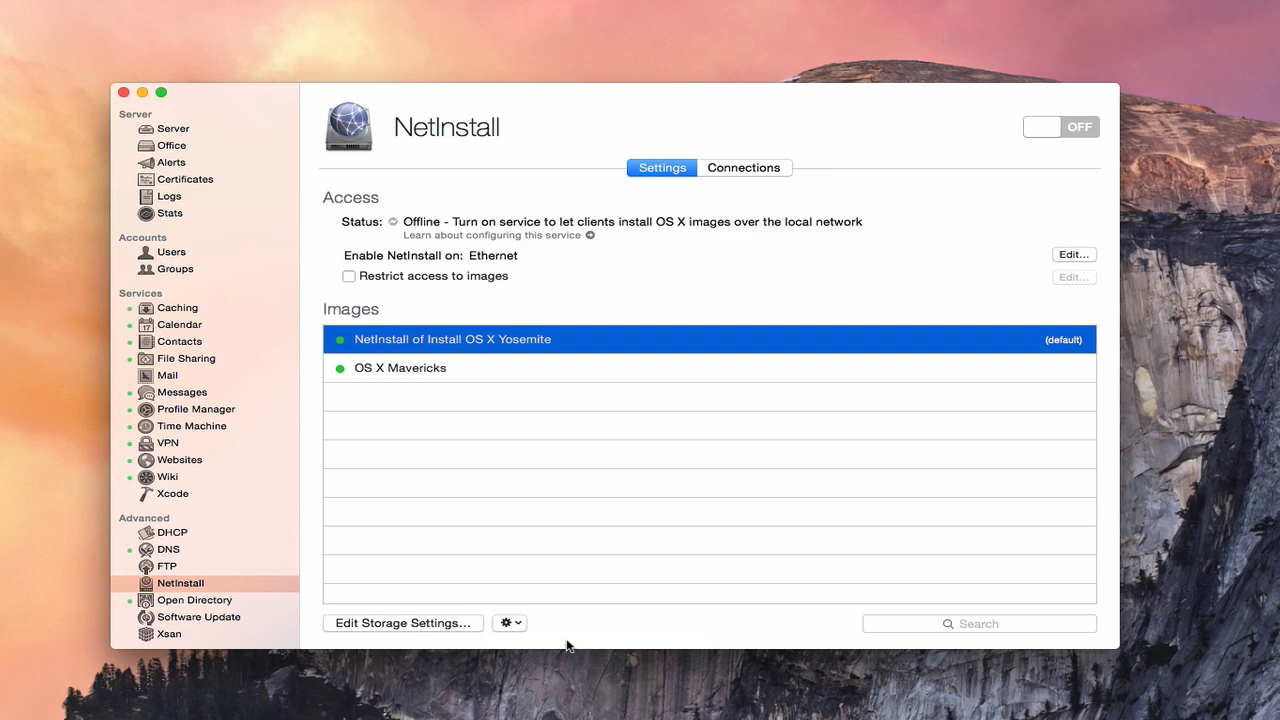 Server
Server
Office
Alerts
Certificates
Logs
Stats
Accounts
Users
Groups
Services
Caching
17 Calendar
Contacts
File Sharing
Mail
Messages
Profile Manager
Time Machine
VPN
Websites
Wiki
Xcode
Advanced
DHCP
DNS
FTP
NetInstall
Open Directory
Software Update
Xsan
NetInstall
OFF
Settings Connections
Access
Status: Offline - Turn on service to let clients install OS X images over the local network
Learn about configuring this service
Enable NetInstall on: Ethernet Edit...
Restrict access to images Edit...
Images
NetInstall of Install OS X Yosemite (default)
OS X Mavericks
Edit Storage Settings... Search